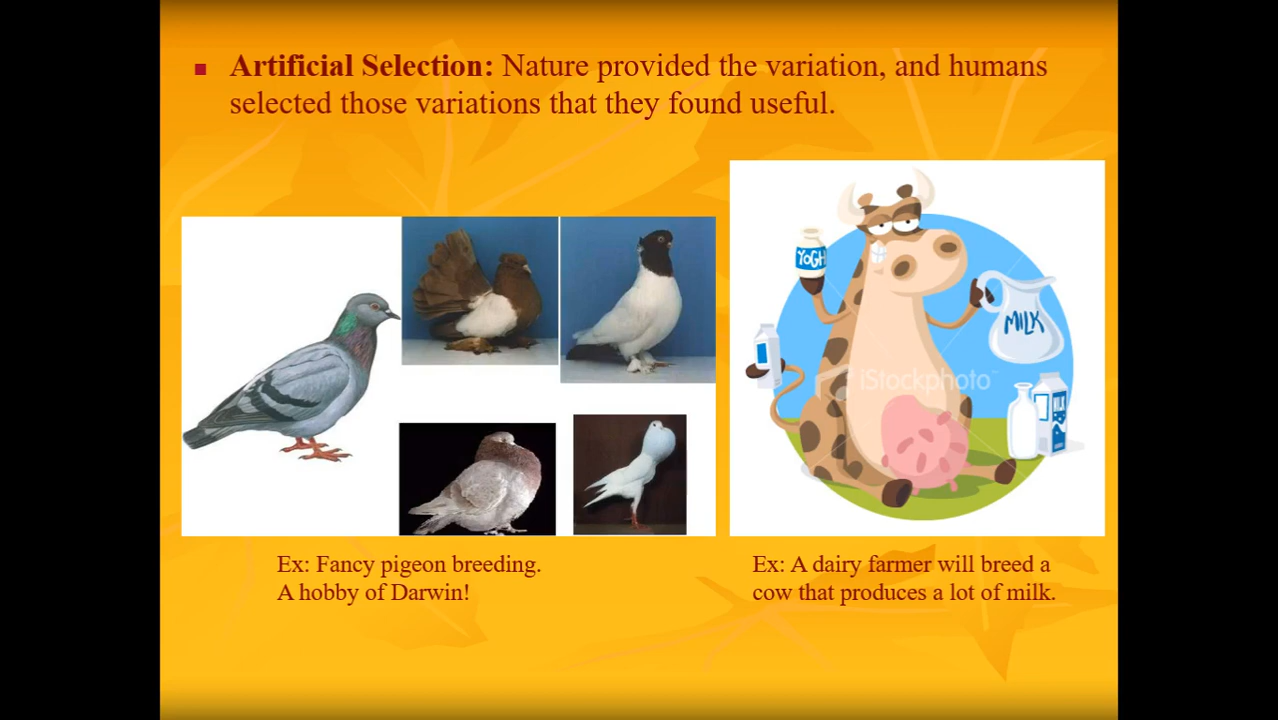 Artificial Selection: Nature provided the variation, and humans
selected those variations that they found useful.
YOGH
MILK
iStockphoto
MILK
Ex: Fancy pigeon breeding.
A hobby of Darwin!
Ex: A dairy farmer will breed a
cow that produces a lot of milk.